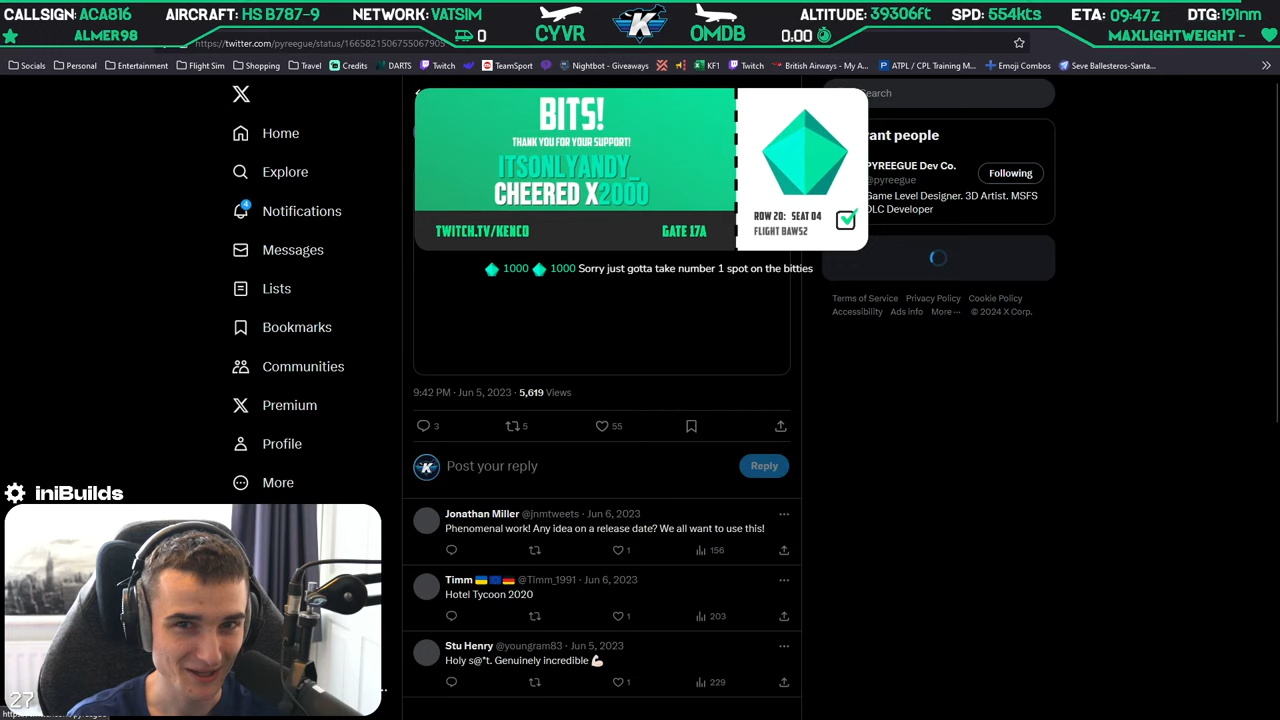 CALLSIGN: ACA816
AIRCRAFT: HS B787-9
NETWORK: VATSIM
ALTITUDE: 39306ft
SPD: 554kts
ETA: 09:47z
DTG: 191nm
ALMER98
0
CYVR
K
OMDB
0.00
MAXLIGHTWEIGHT -
https://twitter.com/pyreegue/status/1665821506755067905
Socials
Personal
Entertainment
Flight Sim
Shopping
Travel
Credits
DARTS
Twitch
TeamSport
Nightbot - Giveaways
KF1
Twitch
British Airways - My A...
ATPL / CPL Training M...
Emoji Combos
Seve Ballesteros-Santa...
Home
Explore
4
Notifications
Messages
Lists
Bookmarks
Communities
Premium
Profile
More
BITS!
THANK YOU FOR YOUR SUPPORT!
ITSONLYANDY_
CHEERED X2000
TWITCH.TV/KENCO
GATE 17A
ROW 20: SEAT 04
FLIGHT BAW52
1000 1000 Sorry just gotta take number 1 spot on the bitties
9:42 PM · Jun 5, 2023 · 5,619 Views
3
5
55
K
Post your reply
Reply
Jonathan Miller @jnmtweets · Jun 6, 2023
Phenomenal work! Any idea on a release date? We all want to use this!
1
156
Timm 🇺🇦🇪🇺🇩🇪 @Timm_1991 · Jun 6, 2023
Hotel Tycoon 2020
1
203
Stu Henry @youngram83 · Jun 5, 2023
Holy s@*t. Genuinely incredible 💪🏻
1
229
Search
ant people
PYREEGUE Dev Co.
@pyreegue
Following
Game Level Designer. 3D Artist. MSFS
DLC Developer
Terms of Service Privacy Policy Cookie Policy
Accessibility Ads info More ··· © 2024 X Corp.
iniBuilds
27